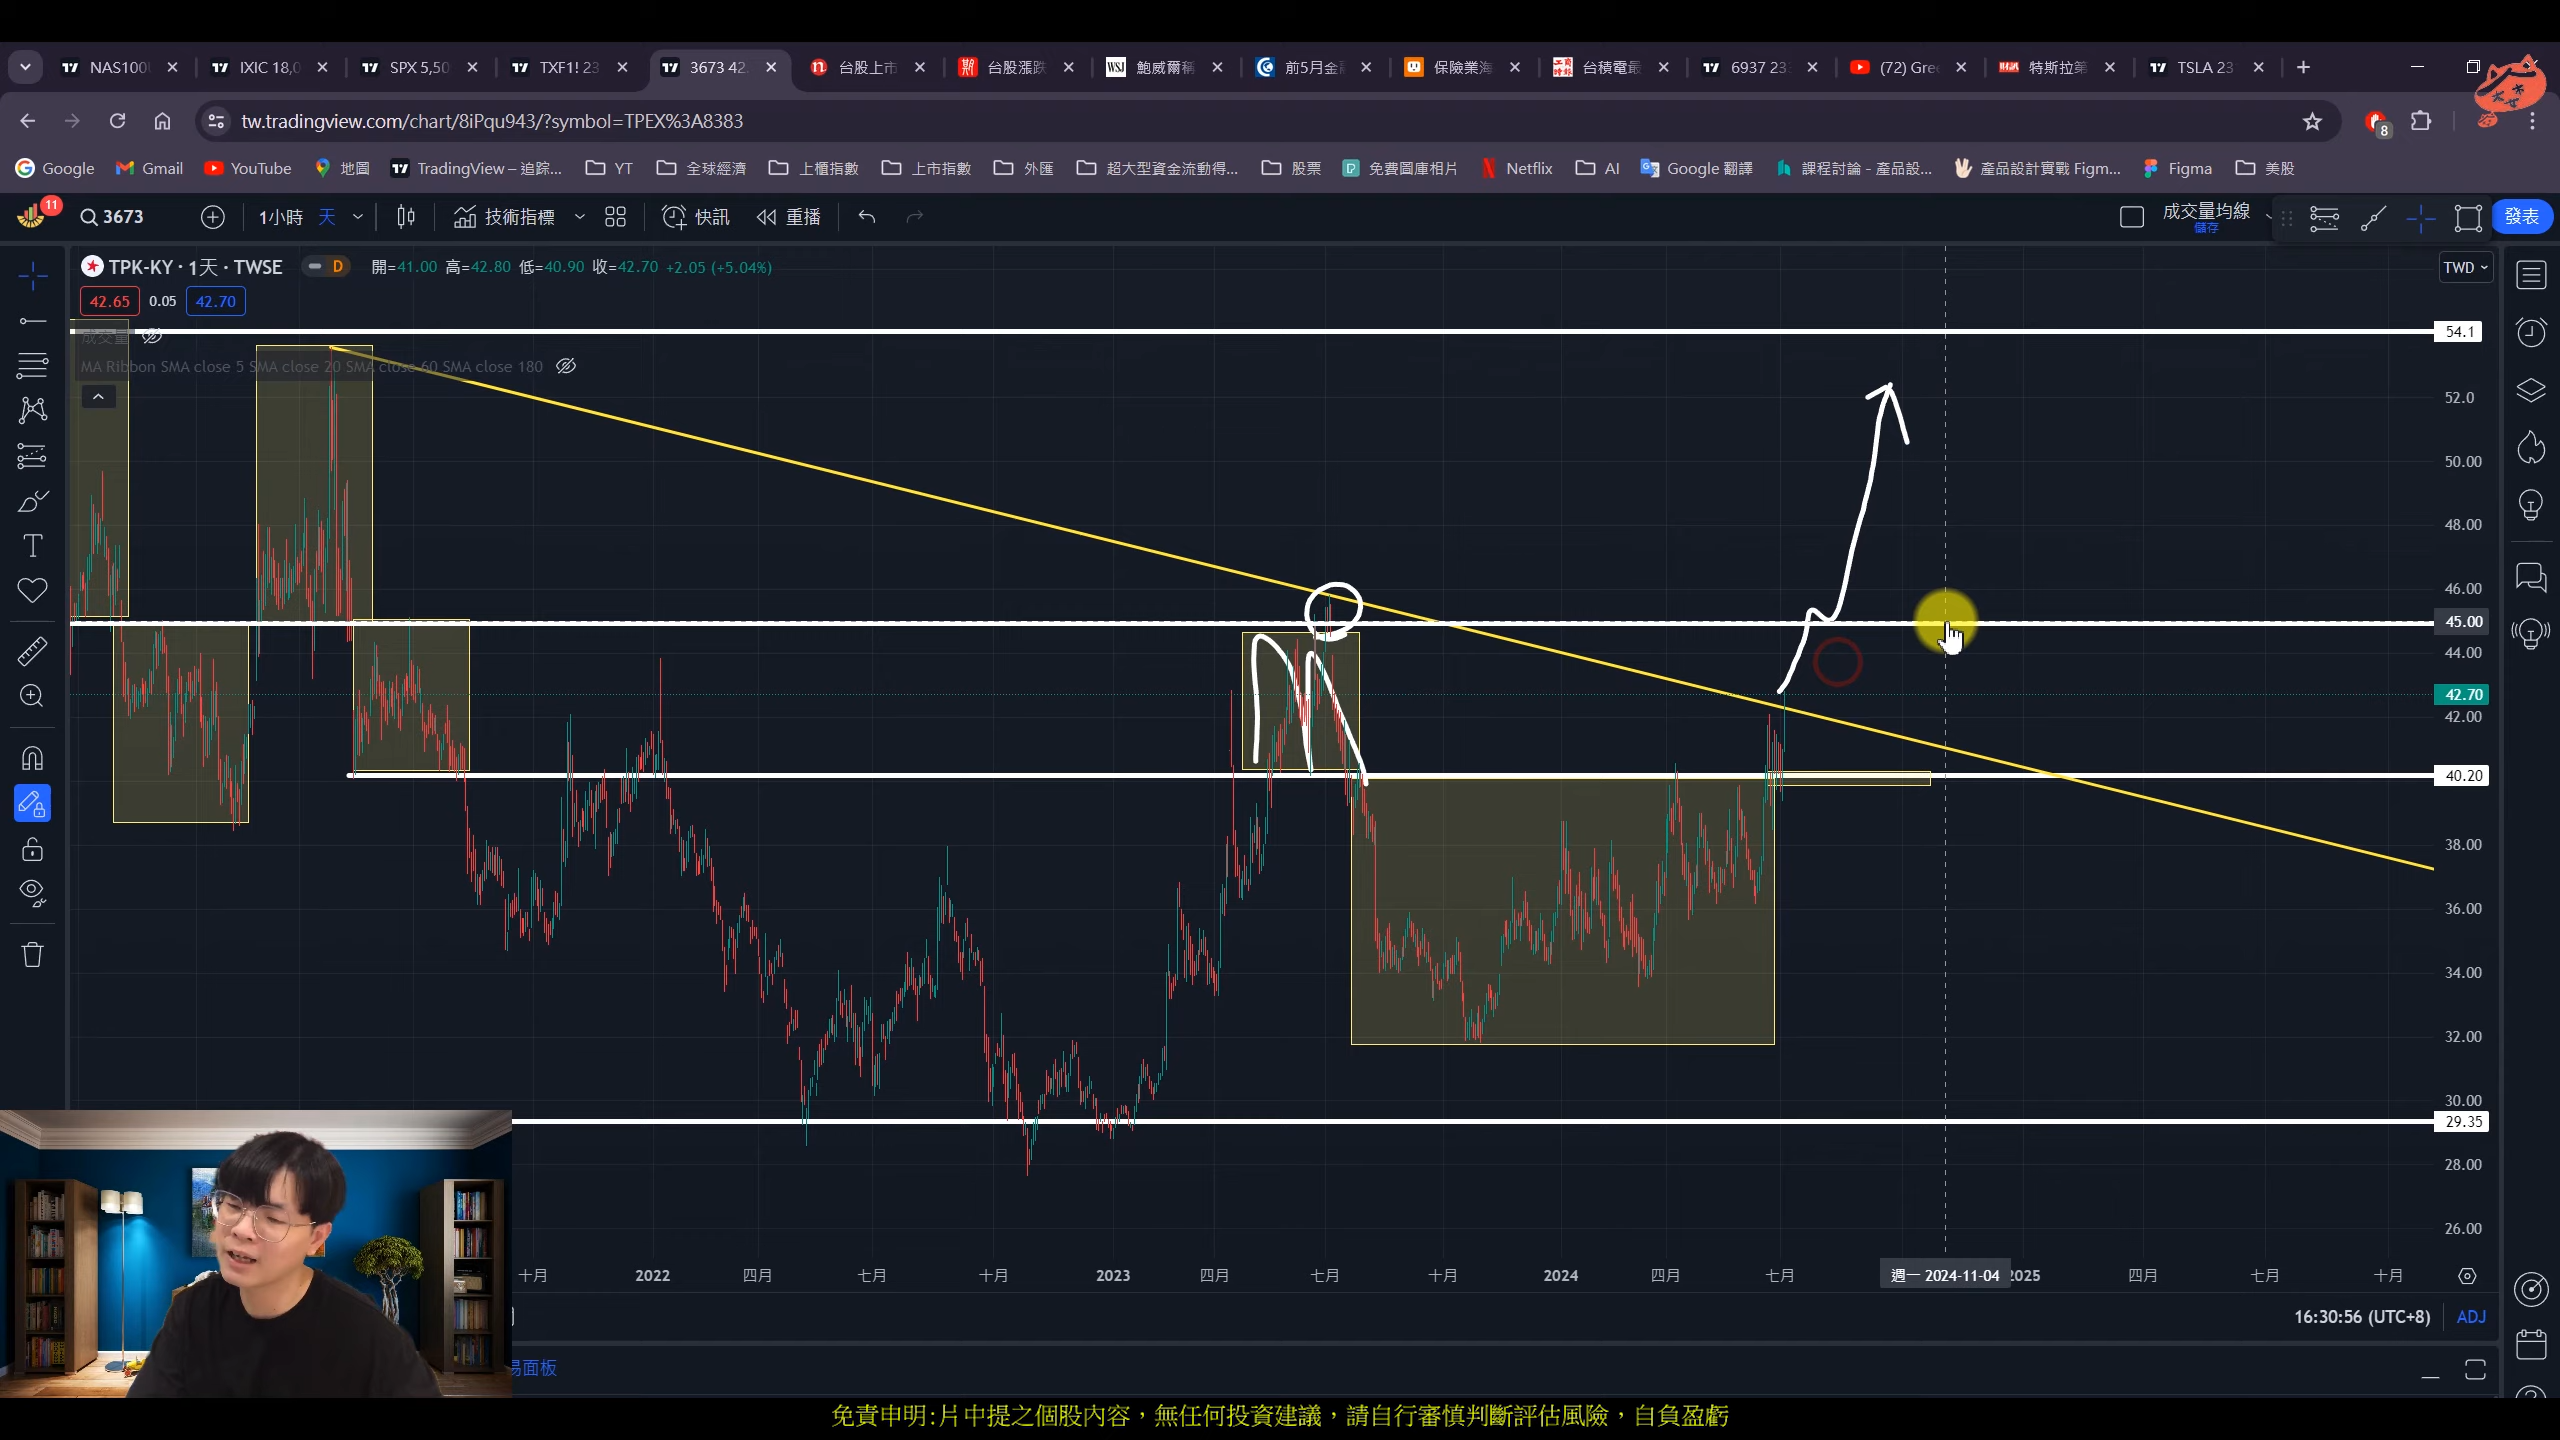 NAS100
IXIC 18,0
SPX 5,50
TXF1! 23
3673 42.
台股上市
台股漲跌
WSJ
鮑威爾稱
前5月金
保險業海
台積電最
6937 23
(72) Gre
特斯拉第
TSLA 23
tw.tradingview.com/chart/8iPqu943/?symbol=TPEX%3A8383
8
Google
Gmail
YouTube
地圖
TradingView – 追踪...
YT
全球經濟
上櫃指數
上市指數
外匯
超大型資金流動得...
股票
免費圖庫相片
Netflix
AI
Google 翻譯
課程討論 - 產品設...
產品設計實戰 Figm...
Figma
美股
11
3673
1小時
天
技術指標
快訊
重播
成交量均線
儲存
發表
TPK-KY · 1天 · TWSE
D
開=41.00 高=42.80 低=40.90 收=42.70 +2.05 (+5.04%)
TWD
42.65
0.05
42.70
成交量
MA Ribbon SMA close 5 SMA close 20 SMA close 60 SMA close 180
54.1
52.0
50.00
48.00
46.00
45.00
44.00
42.70
42.00
40.20
38.00
36.00
34.00
32.00
30.00
29.35
28.00
26.00
十月
2022
四月
七月
十月
2023
四月
七月
十月
2024
四月
七月
週一 2024-11-04
2025
四月
七月
十月
16:30:56 (UTC+8)
ADJ
易面板
免責申明:片中提之個股內容，無任何投資建議，請自行審慎判斷評估風險，自負盈虧